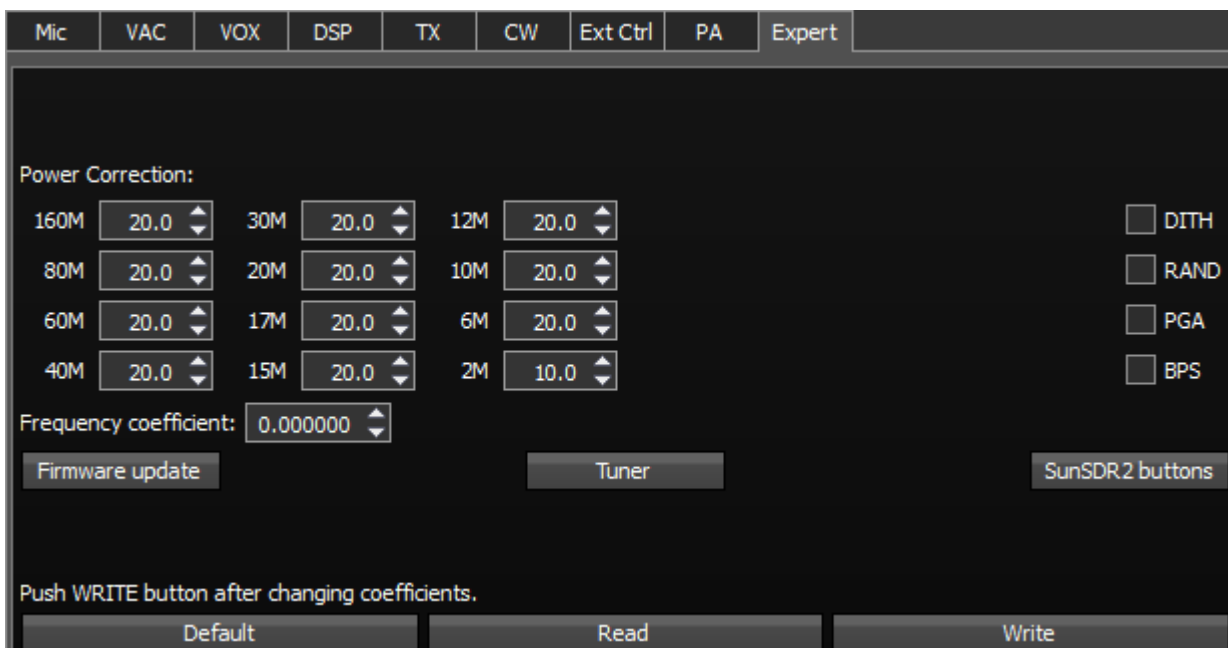 Mic VAC VOX DSP TX CW Ext Ctrl PA Expert
Power Correction:
160M 20.0 30M 20.0 12M 20.0 DITH
80M 20.0 20M 20.0 10M 20.0 RAND
60M 20.0 17M 20.0 6M 20.0 PGA
40M 20.0 15M 20.0 2M 10.0 BPS
Frequency coefficient: 0.000000
Firmware update Tuner SunSDR2 buttons
Push WRITE button after changing coefficients.
Default Read Write